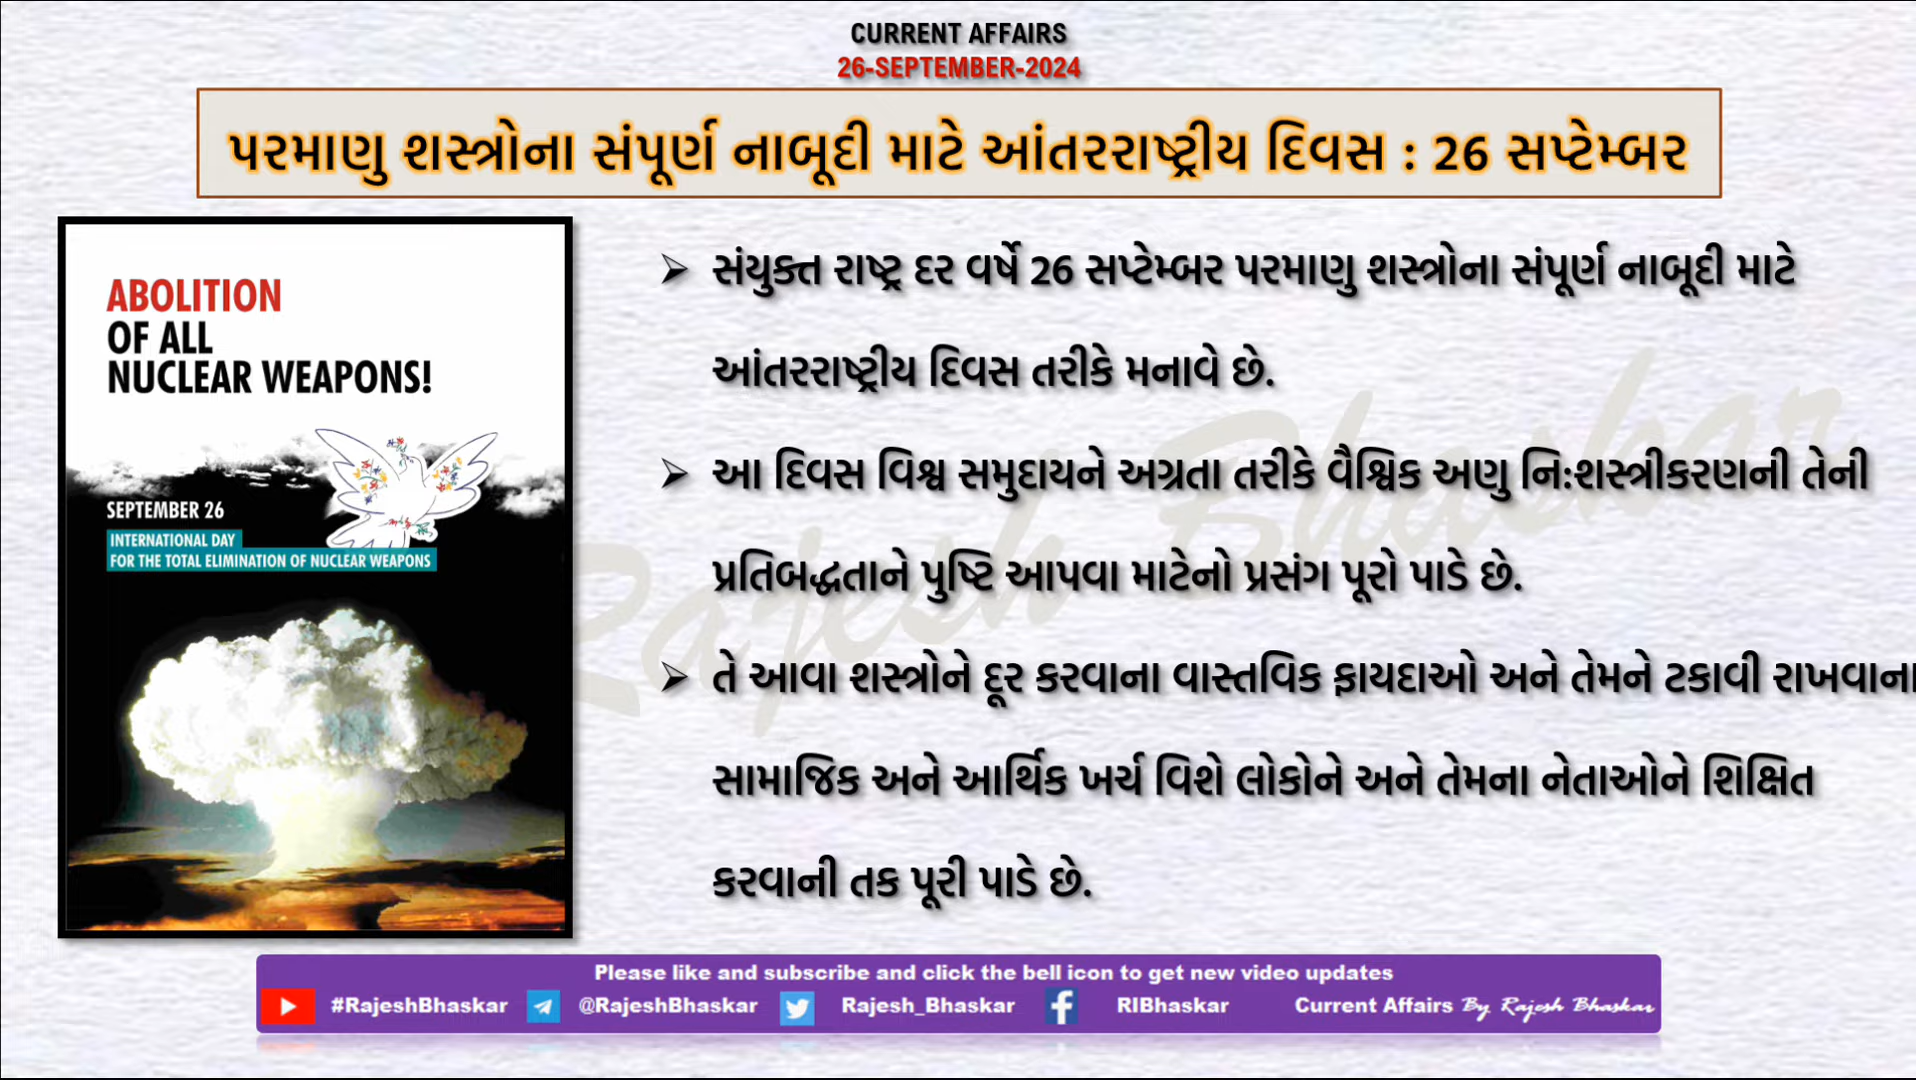 CURRENT AFFAIRS
26-SEPTEMBER-2024
પરમાણુ શસ્ત્રોના સંપૂર્ણ નાબૂદી માટે આંતરરાષ્ટ્રીય દિવસ : 26 સપ્ટેમ્બર
ABOLITION
OF ALL
NUCLEAR WEAPONS!
SEPTEMBER 26
INTERNATIONAL DAY
FOR THE TOTAL ELIMINATION OF NUCLEAR WEAPONS
➢ સંયુક્ત રાષ્ટ્ર દર વર્ષે 26 સપ્ટેમ્બર પરમાણુ શસ્ત્રોના સંપૂર્ણ નાબૂદી માટે
આંતરરાષ્ટ્રીય દિવસ તરીકે મનાવે છે.
➢ આ દિવસ વિશ્વ સમુદાયને અગ્રતા તરીકે વૈશ્વિક અણુ નિ:શસ્ત્રીકરણની તેની
પ્રતિબદ્ધતાને પુષ્ટિ આપવા માટેનો પ્રસંગ પૂરો પાડે છે.
➢ તે આવા શસ્ત્રોને દૂર કરવાના વાસ્તવિક ફાયદાઓ અને તેમને ટકાવી રાખવાના
સામાજિક અને આર્થિક ખર્ચ વિશે લોકોને અને તેમના નેતાઓને શિક્ષિત
કરવાની તક પૂરી પાડે છે.
Rajesh Bhaskar
Please like and subscribe and click the bell icon to get new video updates
#RajeshBhaskar @RajeshBhaskar Rajesh_Bhaskar RIBhaskar Current Affairs By Rajesh Bhaskar